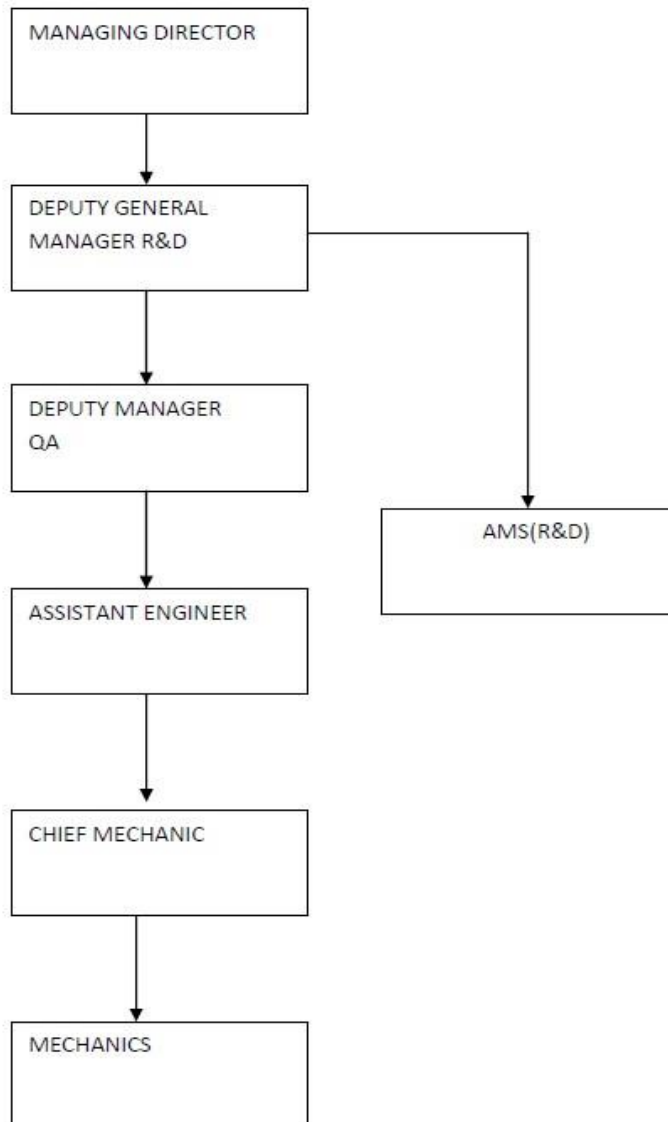 MANAGING DIRECTOR
DEPUTY GENERAL
MANAGER R&D
DEPUTY MANAGER
QA
AMS(R&D)
ASSISTANT ENGINEER
CHIEF MECHANIC
MECHANICS